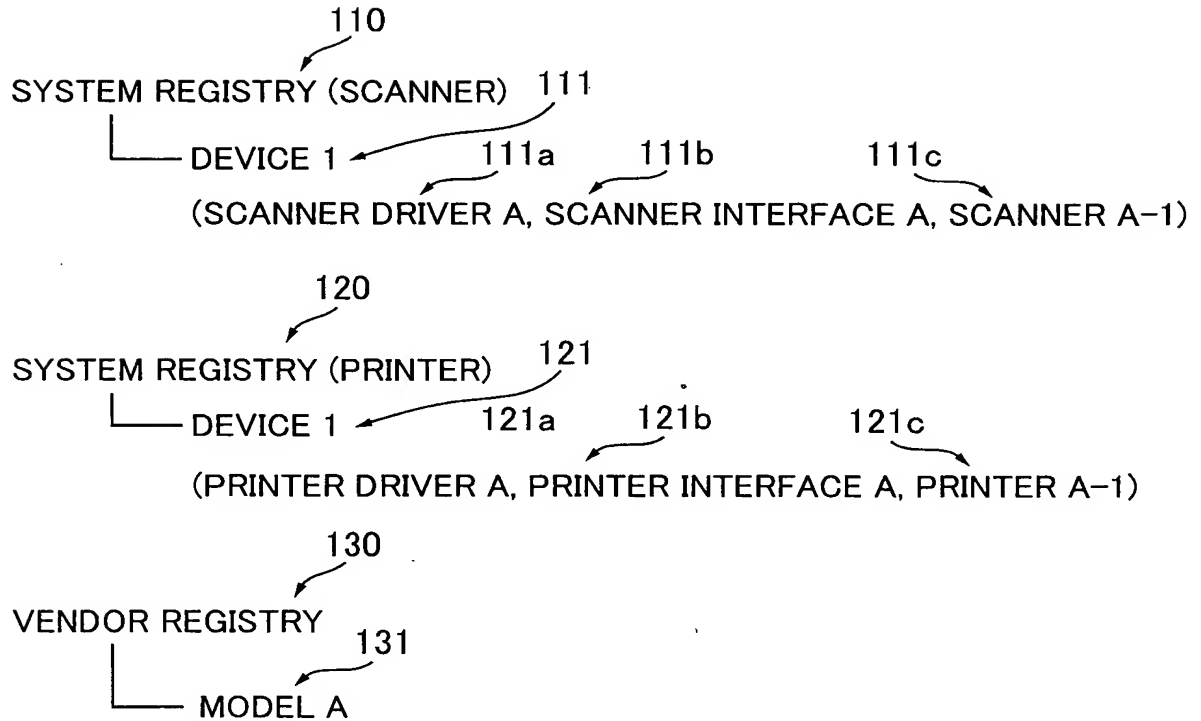 110
SYSTEM REGISTRY (SCANNER) 111
DEVICE 1
111a 111b 111c
(SCANNER DRIVER A, SCANNER INTERFACE A, SCANNER A-1)
120
SYSTEM REGISTRY (PRINTER) 121
DEVICE 1
121a 121b 121c
(PRINTER DRIVER A, PRINTER INTERFACE A, PRINTER A-1)
130
VENDOR REGISTRY
131
MODEL A